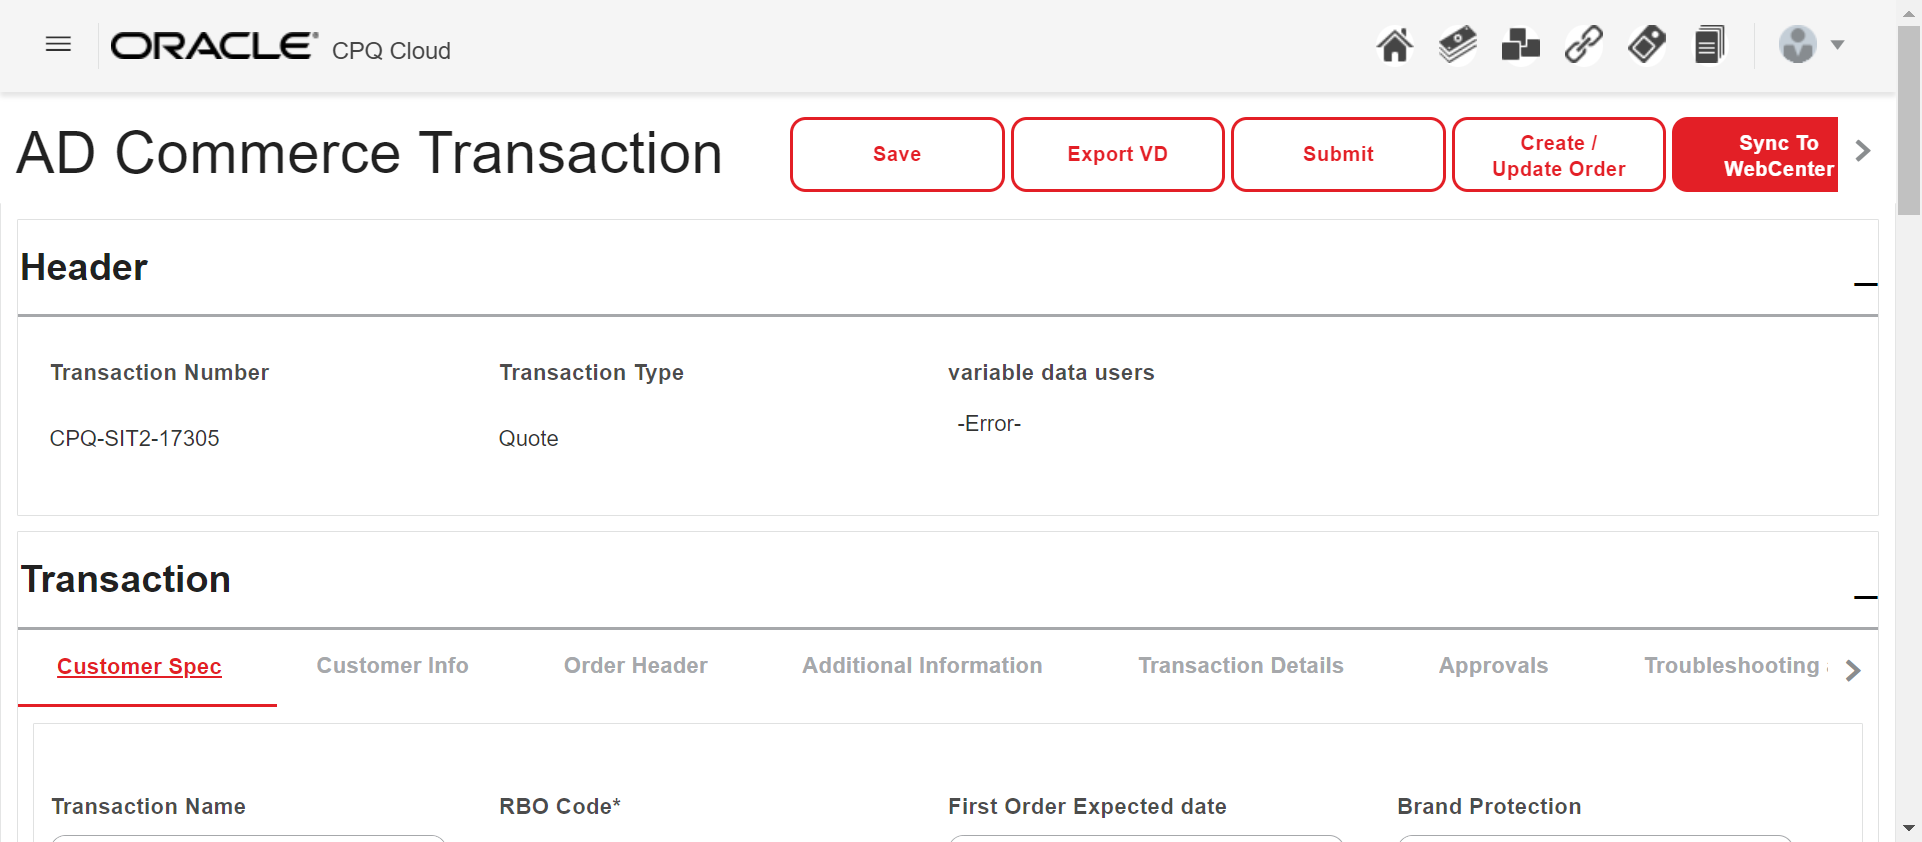 ORACLE® CPQ Cloud
AD Commerce Transaction
Save
Export VD
Submit
Create /
Update Order
Sync To
WebCenter
Header
Transaction Number
Transaction Type
variable data users
CPQ-SIT2-17305
Quote
-Error-
Transaction
Customer Spec
Customer Info
Order Header
Additional Information
Transaction Details
Approvals
Troubleshooting
Transaction Name
RBO Code*
First Order Expected date
Brand Protection